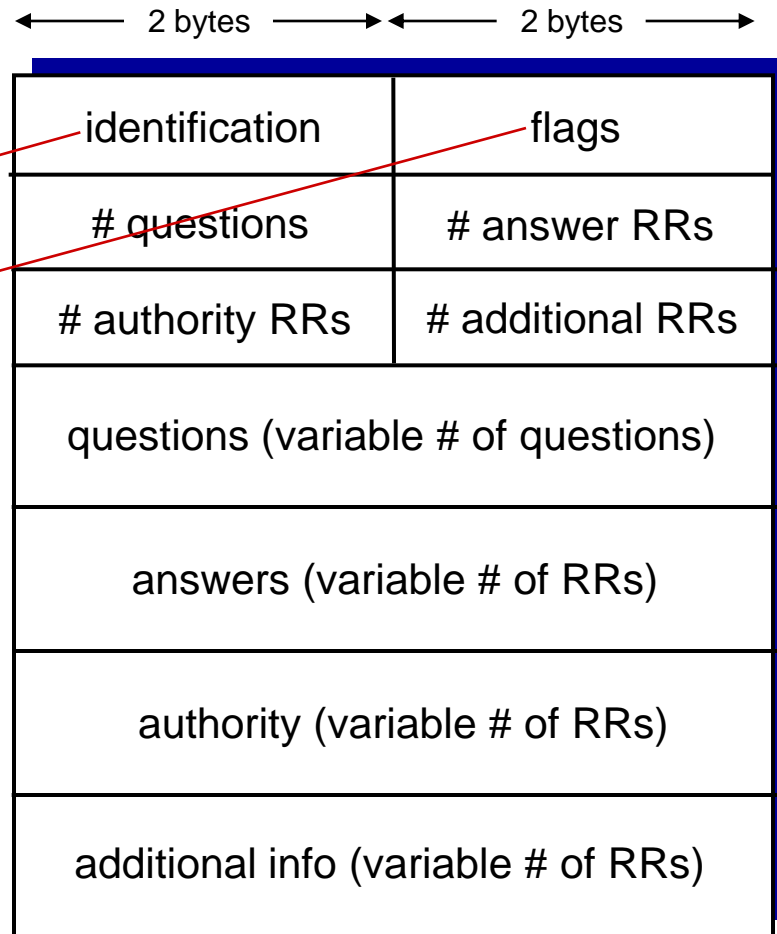 2 bytes 2 bytes
identification flags
# questions # answer RRs
# authority RRs # additional RRs
questions (variable # of questions)
answers (variable # of RRs)
authority (variable # of RRs)
additional info (variable # of RRs)